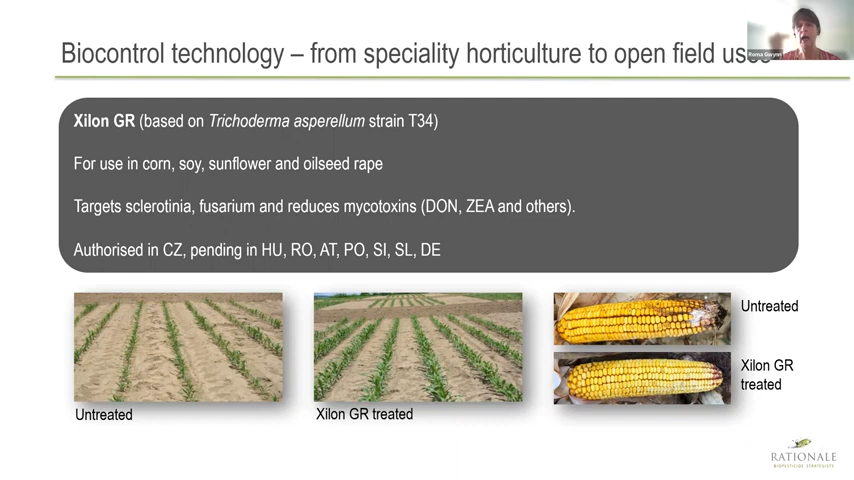 Biocontrol technology – from speciality horticulture to open field uses
Roma Gwynn
Xilon GR (based on Trichoderma asperellum strain T34)
For use in corn, soy, sunflower and oilseed rape
Targets sclerotinia, fusarium and reduces mycotoxins (DON, ZEA and others).
Authorised in CZ, pending in HU, RO, AT, PO, SI, SL, DE
Untreated
Xilon GR treated
Untreated
Xilon GR
treated
RATIONALE
BIOPESTICIDE STRATEGISTS